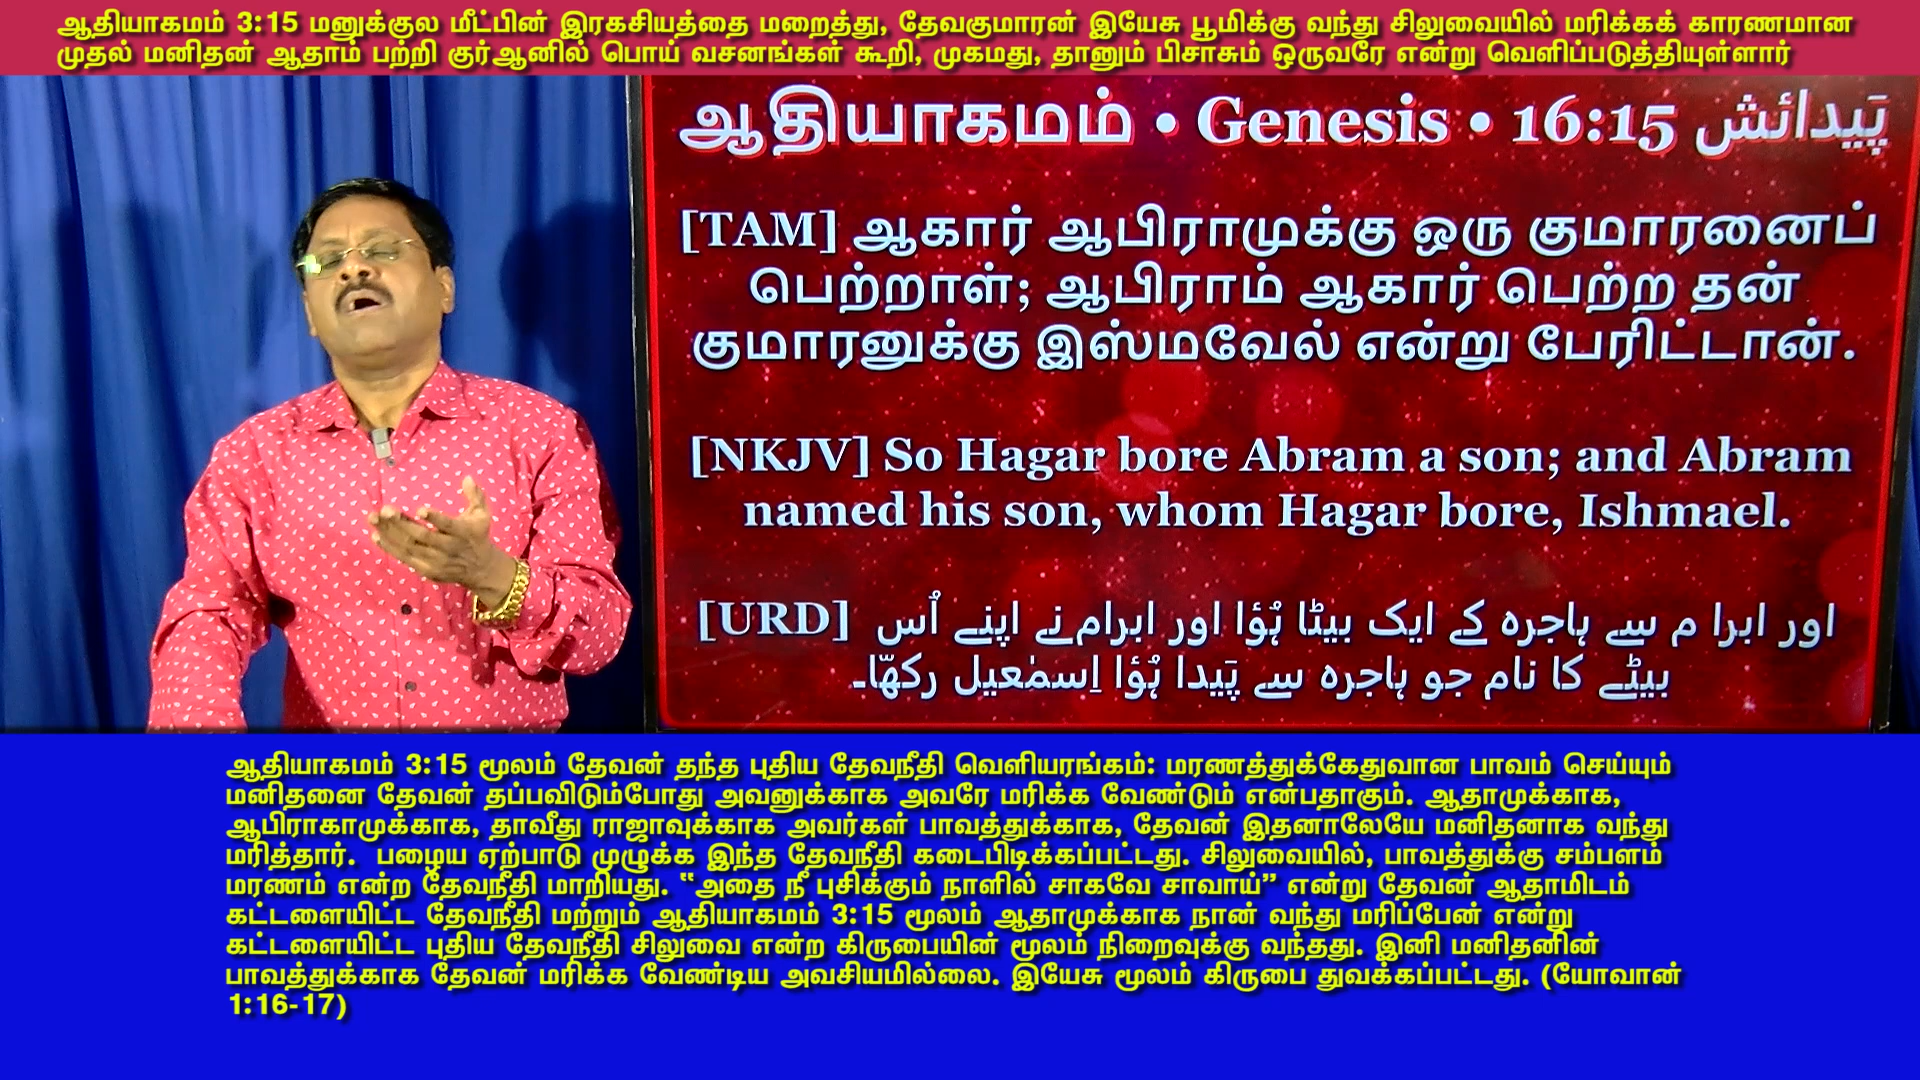 ஆதியாகமம் 3:15 மனுக்குல மீட்பின் இரகசியத்தை மறைத்து, தேவகுமாரன் இயேசு பூமிக்கு வந்து சிலுவையில் மரிக்கக் காரணமான
முதல் மனிதன் ஆதாம் பற்றி குர்ஆனில் பொய் வசனங்கள் கூறி, முகமது, தானும் பிசாசும் ஒருவரே என்று வெளிப்படுத்தியுள்ளார்
ஆதியாகமம் • Genesis • 16:15 پَیدائش
[TAM] ஆகார் ஆபிராமுக்கு ஒரு குமாரனைப்
பெற்றாள்; ஆபிராம் ஆகார் பெற்ற தன்
குமாரனுக்கு இஸ்மவேல் என்று பேரிட்டான்.
[NKJV] So Hagar bore Abram a son; and Abram
named his son, whom Hagar bore, Ishmael.
[URD] اور ابرا م سے ہاجرہ کے ایک بیٹا ہُؤا اور ابرام نے اپنے اُس
بیٹے کا نام جو ہاجرہ سے پَیدا ہُؤا اِسمٰعیل رکھّا۔
ஆதியாகமம் 3:15 மூலம் தேவன் தந்த புதிய தேவநீதி வெளியரங்கம்: மரணத்துக்கேதுவான பாவம் செய்யும்
மனிதனை தேவன் தப்பவிடும்போது அவனுக்காக அவரே மரிக்க வேண்டும் என்பதாகும். ஆதாமுக்காக,
ஆபிராகாமுக்காக, தாவீது ராஜாவுக்காக அவர்கள் பாவத்துக்காக, தேவன் இதனாலேயே மனிதனாக வந்து
மரித்தார். பழைய ஏற்பாடு முழுக்க இந்த தேவநீதி கடைபிடிக்கப்பட்டது. சிலுவையில், பாவத்துக்கு சம்பளம்
மரணம் என்ற தேவநீதி மாறியது. “அதை நீ புசிக்கும் நாளில் சாகவே சாவாய்” என்று தேவன் ஆதாமிடம்
கட்டளையிட்ட தேவநீதி மற்றும் ஆதியாகமம் 3:15 மூலம் ஆதாமுக்காக நான் வந்து மரிப்பேன் என்று
கட்டளையிட்ட புதிய தேவநீதி சிலுவை என்ற கிருபையின் மூலம் நிறைவுக்கு வந்தது. இனி மனிதனின்
பாவத்துக்காக தேவன் மரிக்க வேண்டிய அவசியமில்லை. இயேசு மூலம் கிருபை துவக்கப்பட்டது. (யோவான்
1:16-17)